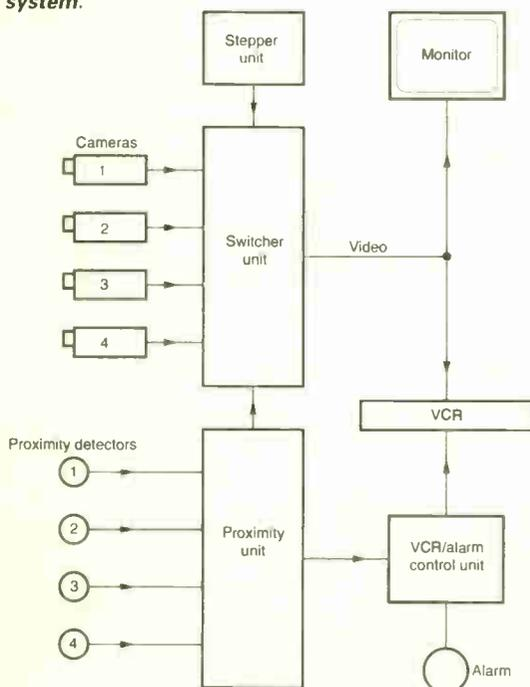 system.
Stepper
unit
Monitor
Cameras
1
2
3
4
Switcher
unit
Video
VCR
Proximity detectors
1
2
3
4
Proximity
unit
VCR/alarm
control unit
Alarm